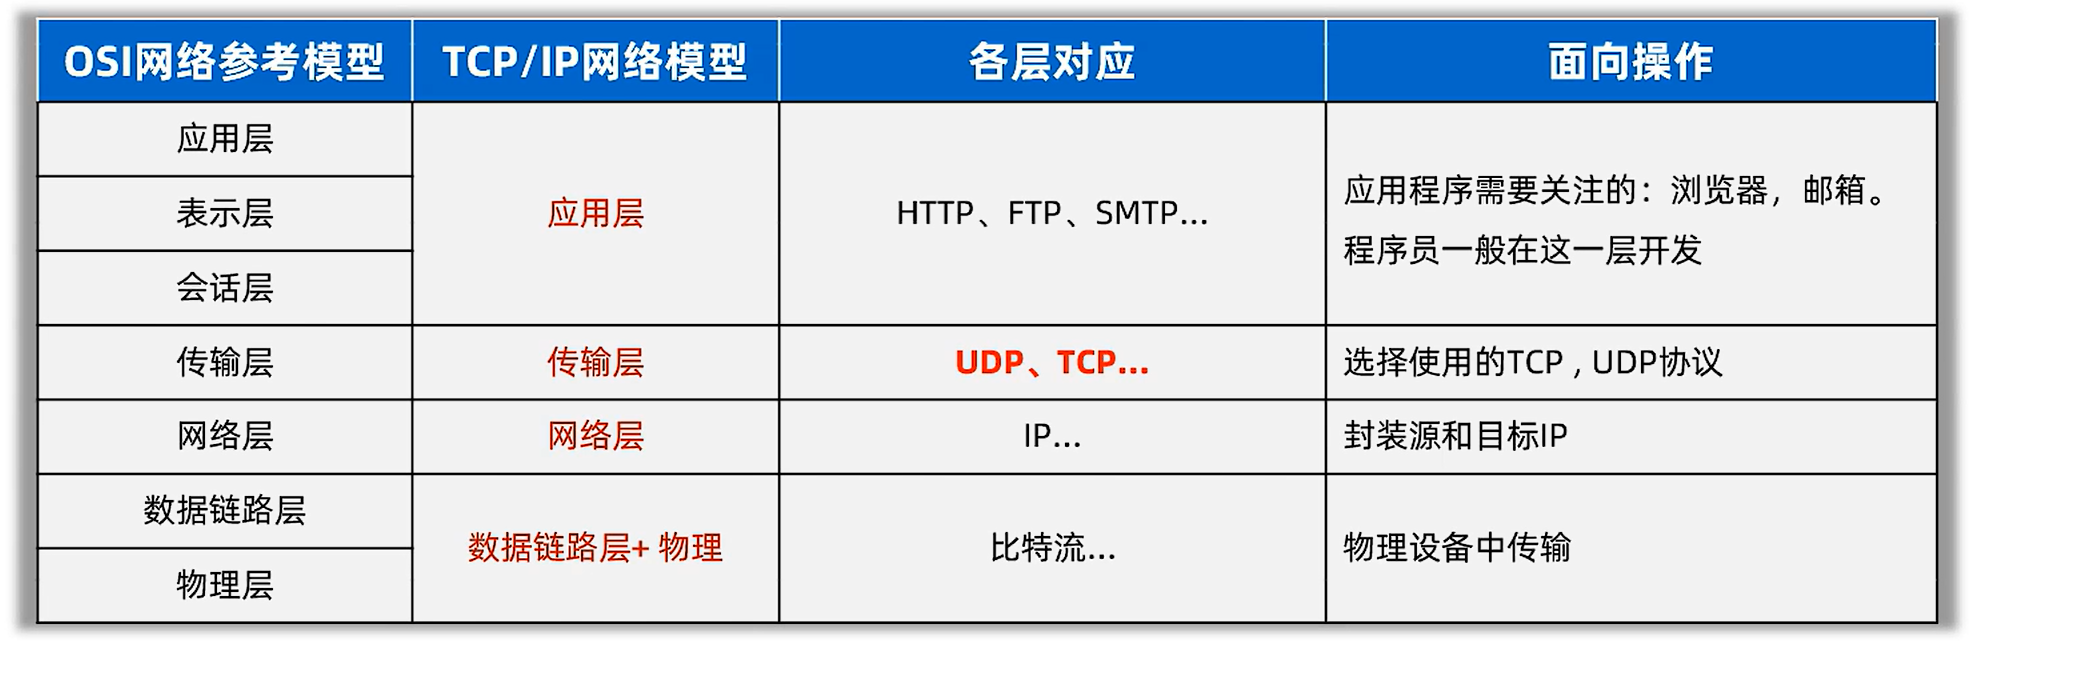 OSI网络参考模型
TCP/IP网络模型
各层对应
面向操作
应用层
表示层
会话层
应用层
HTTP、FTP、SMTP...
应用程序需要关注的：浏览器，邮箱。
程序员一般在这一层开发
传输层
传输层
UDP、TCP...
选择使用的TCP , UDP协议
网络层
网络层
IP...
封装源和目标IP
数据链路层
物理层
数据链路层+ 物理
比特流...
物理设备中传输